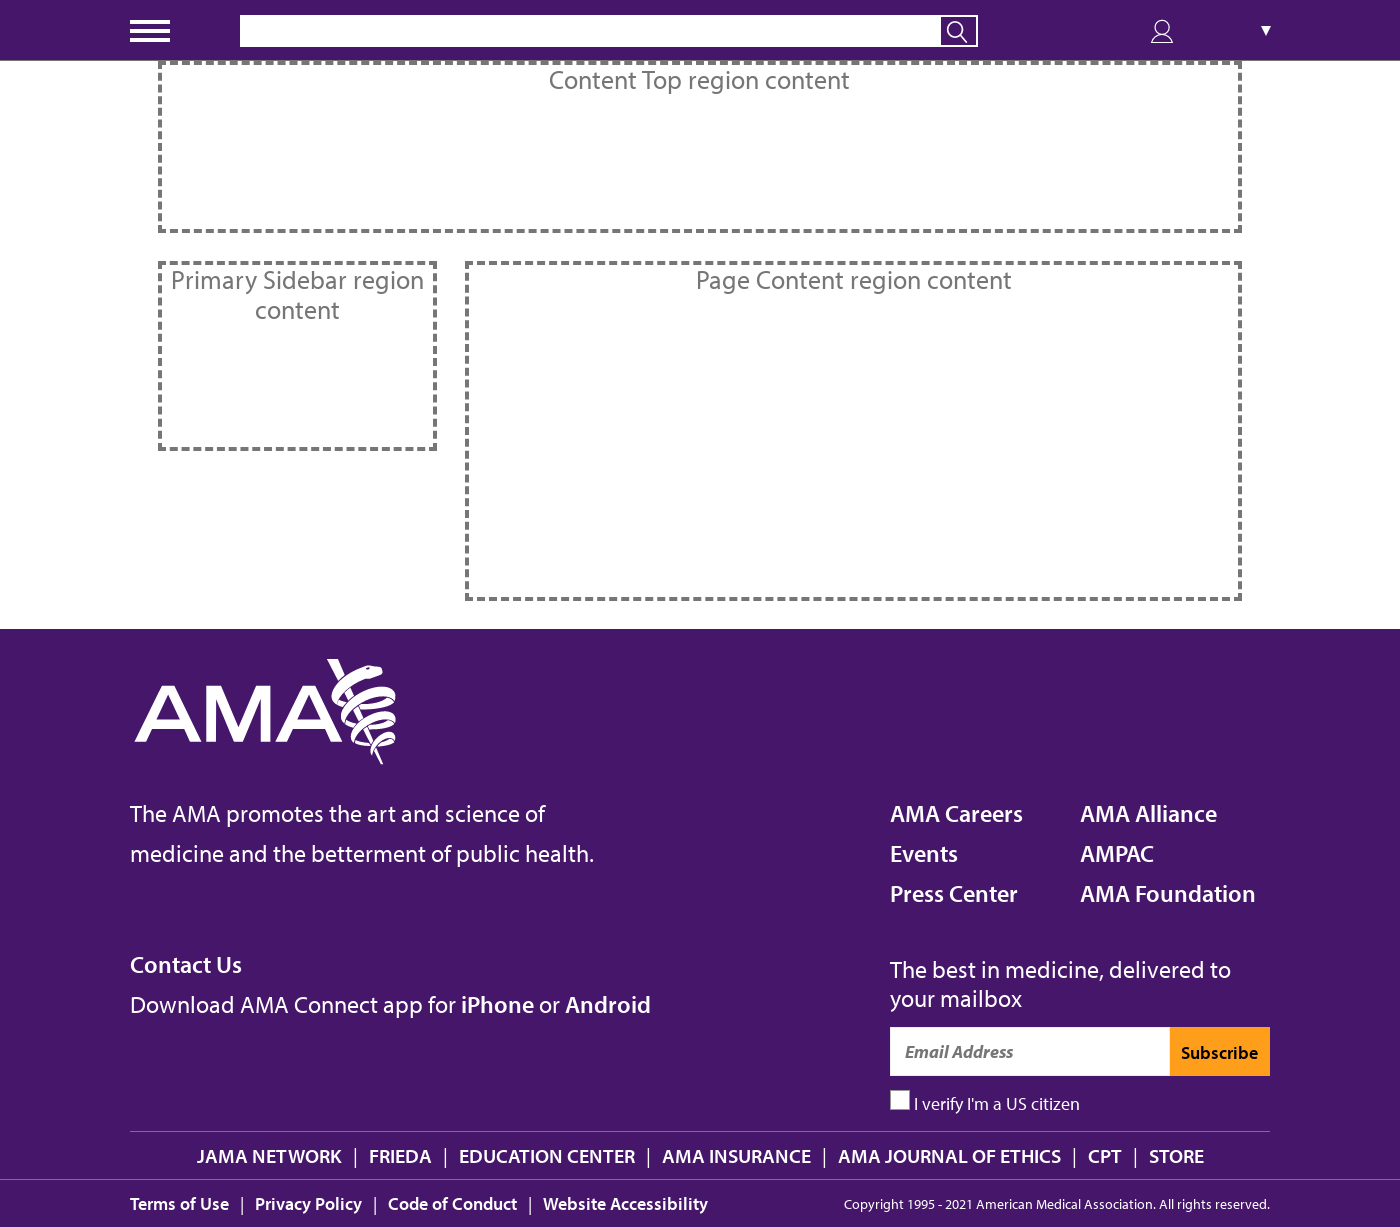 Content Top region content
Primary Sidebar region
content
Page Content region content
AMA
The AMA promotes the art and science of
medicine and the betterment of public health.
AMA Careers
Events
Press Center
AMA Alliance
AMPAC
AMA Foundation
Contact Us
Download AMA Connect app for iPhone or Android
The best in medicine, delivered to
your mailbox
Email Address
Subscribe
I verify I'm a US citizen
JAMA NETWORK | FRIEDA | EDUCATION CENTER | AMA INSURANCE | AMA JOURNAL OF ETHICS | CPT | STORE
Terms of Use | Privacy Policy | Code of Conduct | Website Accessibility
Copyright 1995 - 2021 American Medical Association. All rights reserved.